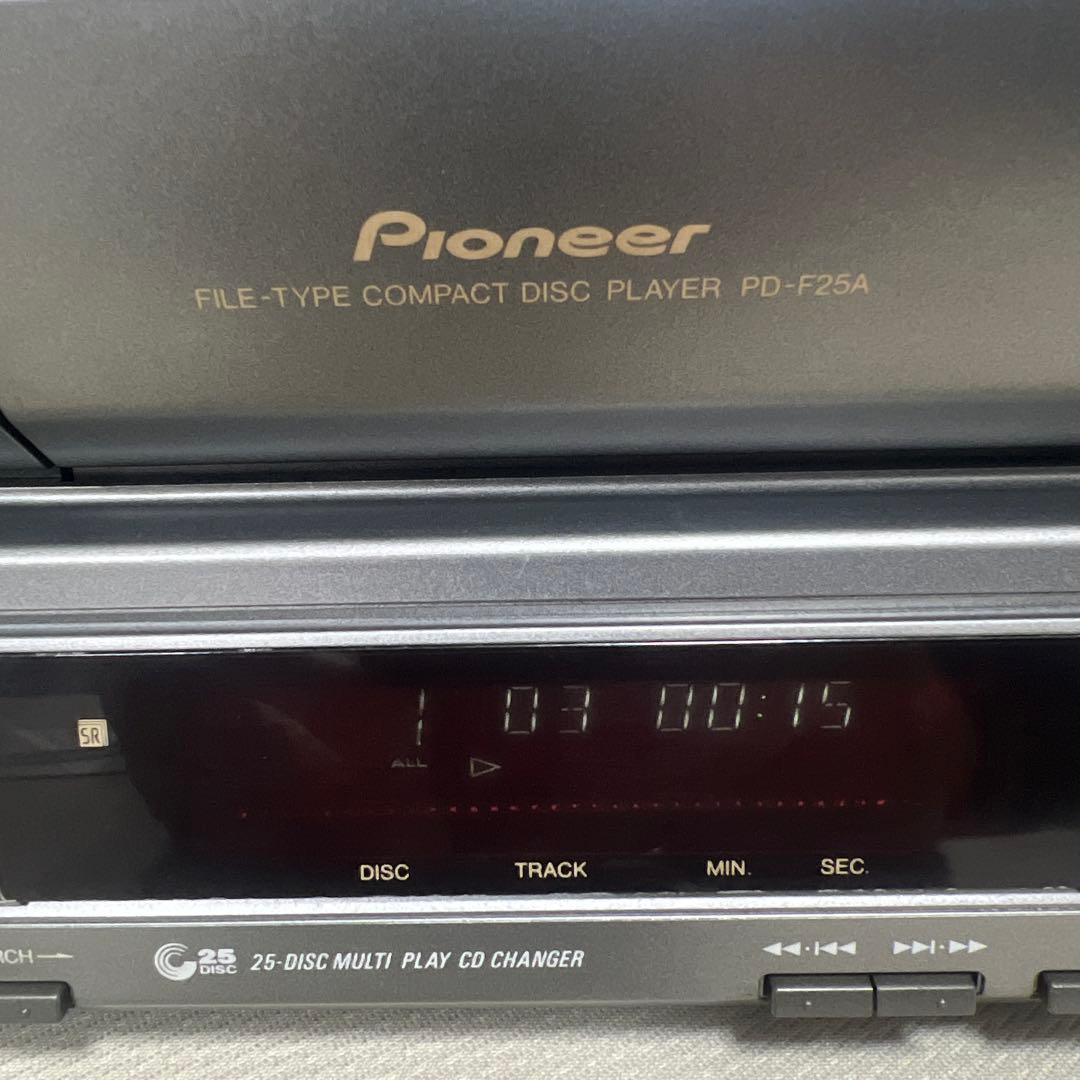 Pioneer
FILE-TYPE COMPACT DISC PLAYER PD-F25A
1 03 00:15
SR
ALL
DISC TRACK MIN. SEC.
25 DISC 25-DISC MULTI PLAY CD CHANGER